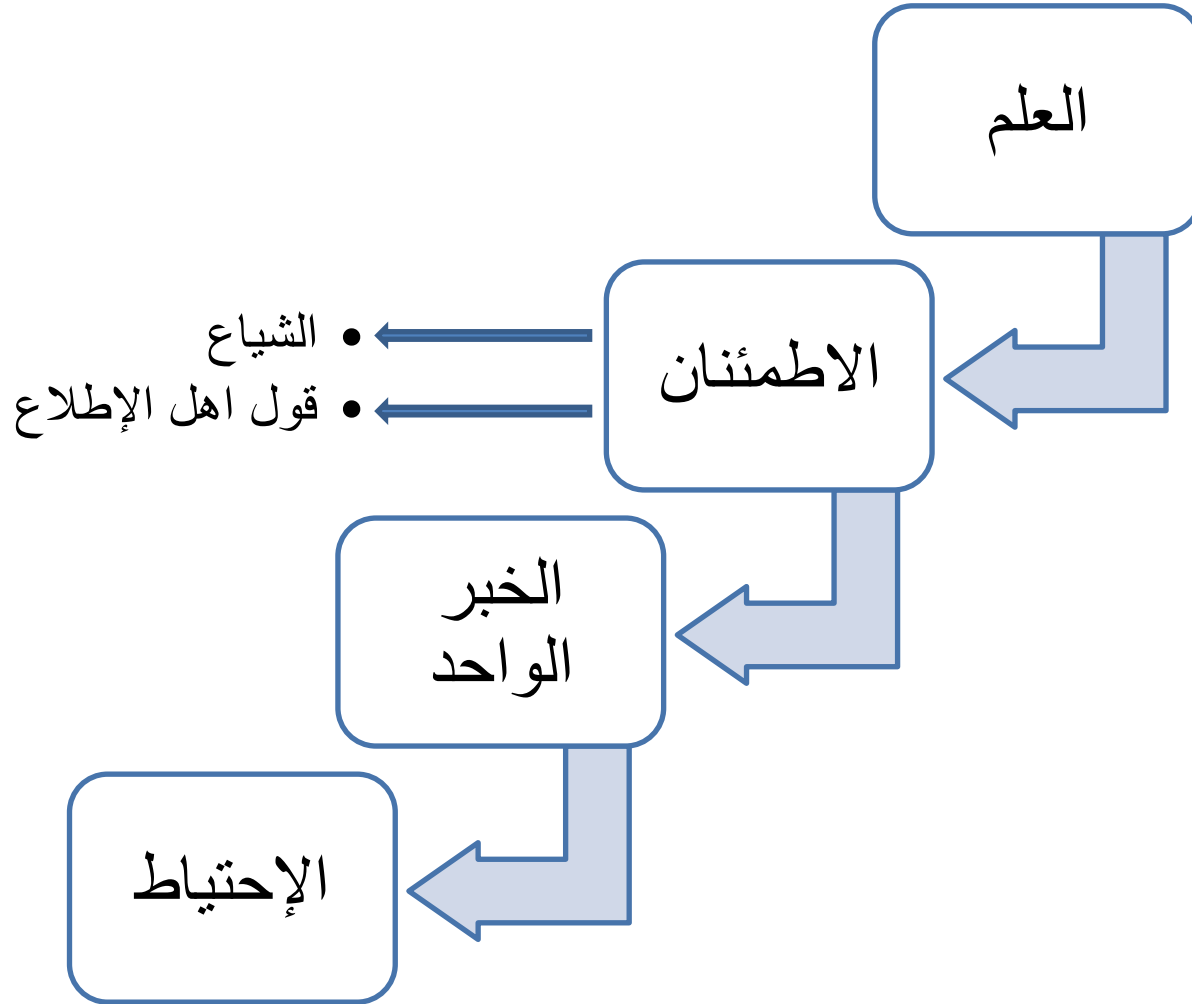 العلم
الاطمئنان
• الشياع
• قول اهل الإطلاع
الخبر
الواحد
الإحتياط